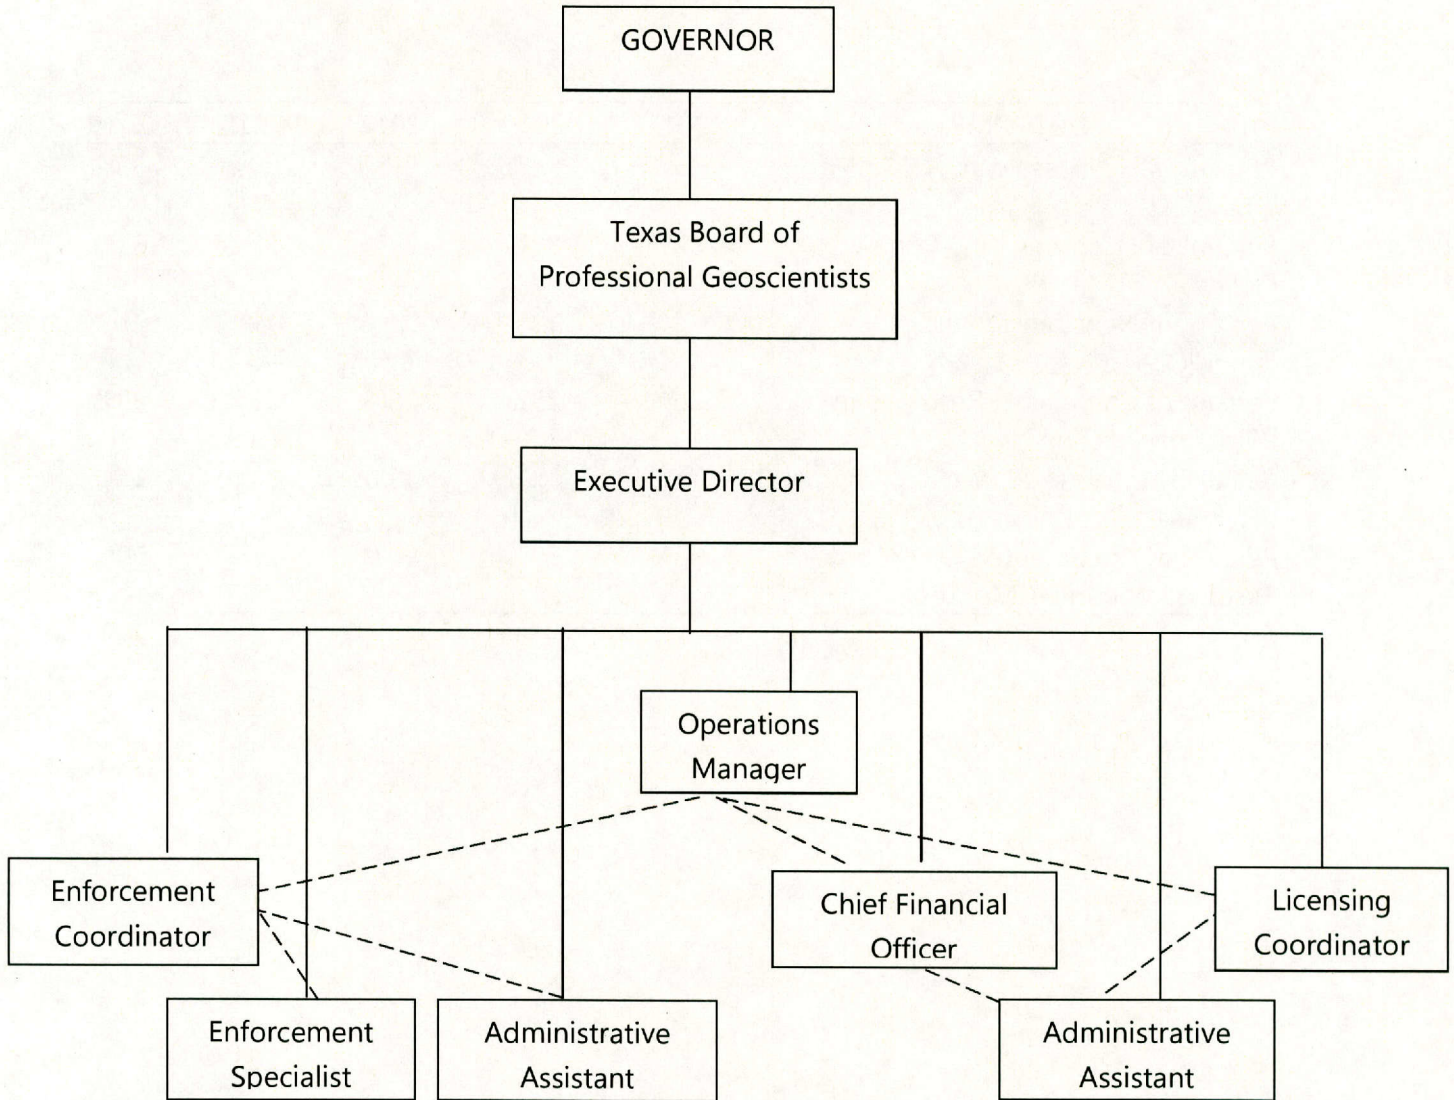 GOVERNOR
Texas Board of
Professional Geoscientists
Executive Director
Operations
Manager
Enforcement
Coordinator
Chief Financial
Officer
Licensing
Coordinator
Enforcement
Specialist
Administrative
Assistant
Administrative
Assistant